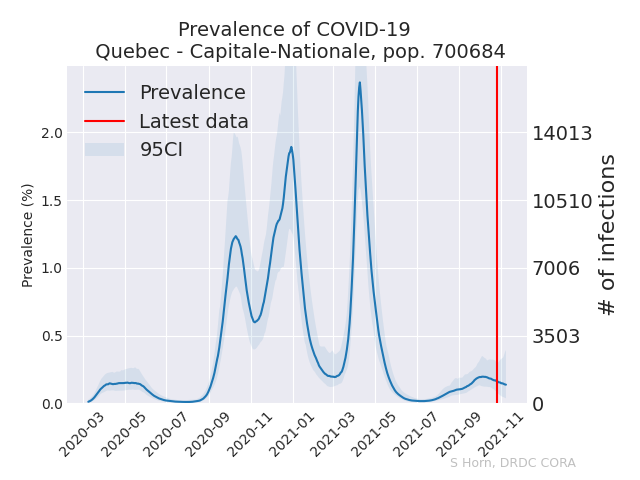 Prevalence of COVID-19
Quebec - Capitale-Nationale, pop. 700684
Prevalence
Latest data
95CI
Prevalence (%)
2.0
1.5
1.0
0.5
0.0
14013
10510
7006
3503
0
# of infections
2020-03
2020-05
2020-07
2020-09
2020-11
2021-01
2021-03
2021-05
2021-07
2021-09
2021-11
S Horn, DRDC CORA